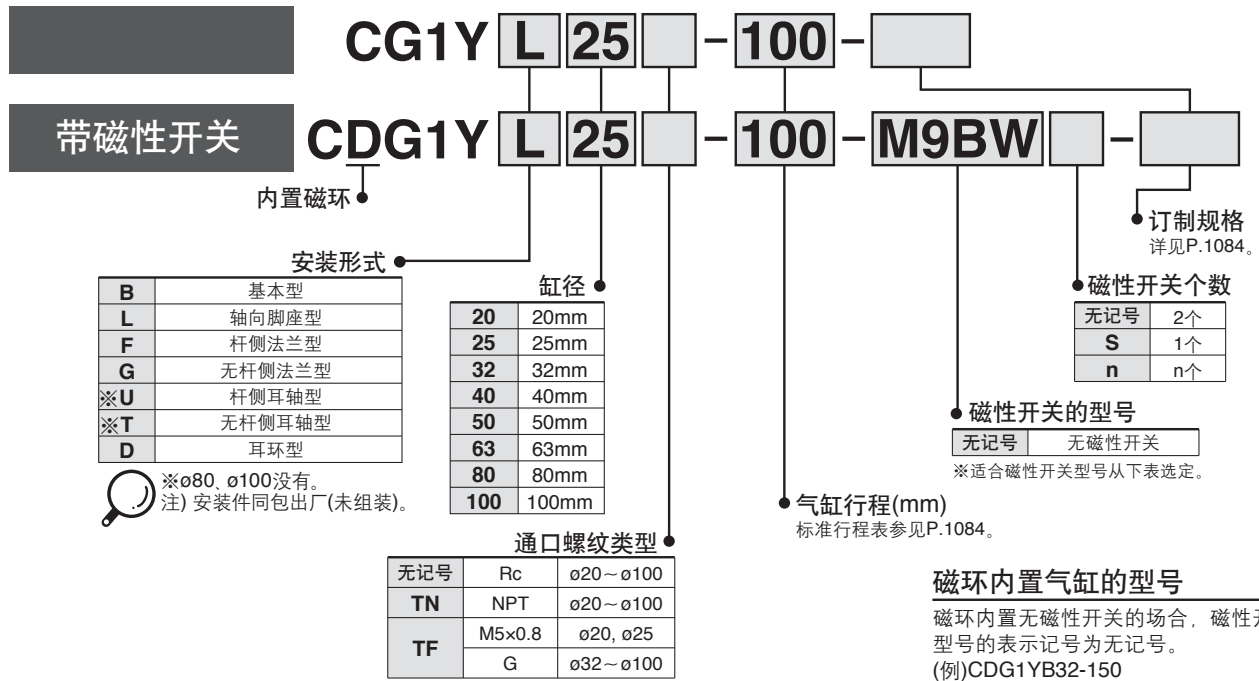 CG1Y L 25 - 100 -
带磁性开关 CDG1Y L 25 - 100 - M9BW -
内置磁环
安装形式
B 基本型
L 轴向脚座型
F 杆侧法兰型
G 无杆侧法兰型
※U 杆侧耳轴型
※T 无杆侧耳轴型
D 耳环型
※ø80、ø100没有。
注) 安装件同包出厂(未组装)。
缸径
20 20mm
25 25mm
32 32mm
40 40mm
50 50mm
63 63mm
80 80mm
100 100mm
通口螺纹类型
无记号 Rc ø20~ø100
TN NPT ø20~ø100
TF M5×0.8 ø20, ø25
G ø32~ø100
订制规格
详见P.1084。
磁性开关个数
无记号 2个
S 1个
n n个
磁性开关的型号
无记号 无磁性开关
※适合磁性开关型号从下表选定。
气缸行程(mm)
标准行程表参见P.1084。
磁环内置气缸的型号
磁环内置无磁性开关的场合，磁性开
型号的表示记号为无记号。
(例)CDG1YB32-150